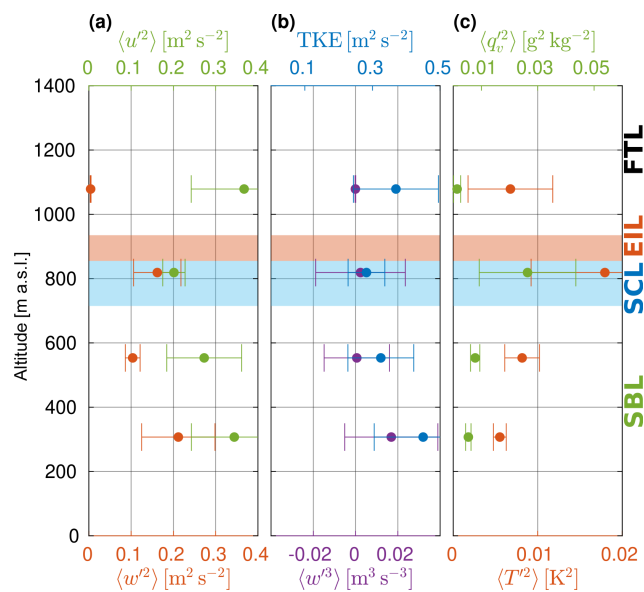 (a) (b) (c)
⟨u′²⟩ [m² s⁻²] TKE [m² s⁻²] ⟨q_v′²⟩ [g² kg⁻²]
0 0.1 0.2 0.3 0.4 0.1 0.3 0.5 0.01 0.03 0.05
1400
1200
1000
800
600
400
200
0
Altitude [m a.s.l.]
FTL
EIL
SCL
SBL
0 0.1 0.2 0.3 0.4 -0.02 0 0.02 0 0.01 0.02
⟨w′²⟩ [m² s⁻²] ⟨w′³⟩ [m³ s⁻³] ⟨T′²⟩ [K²]